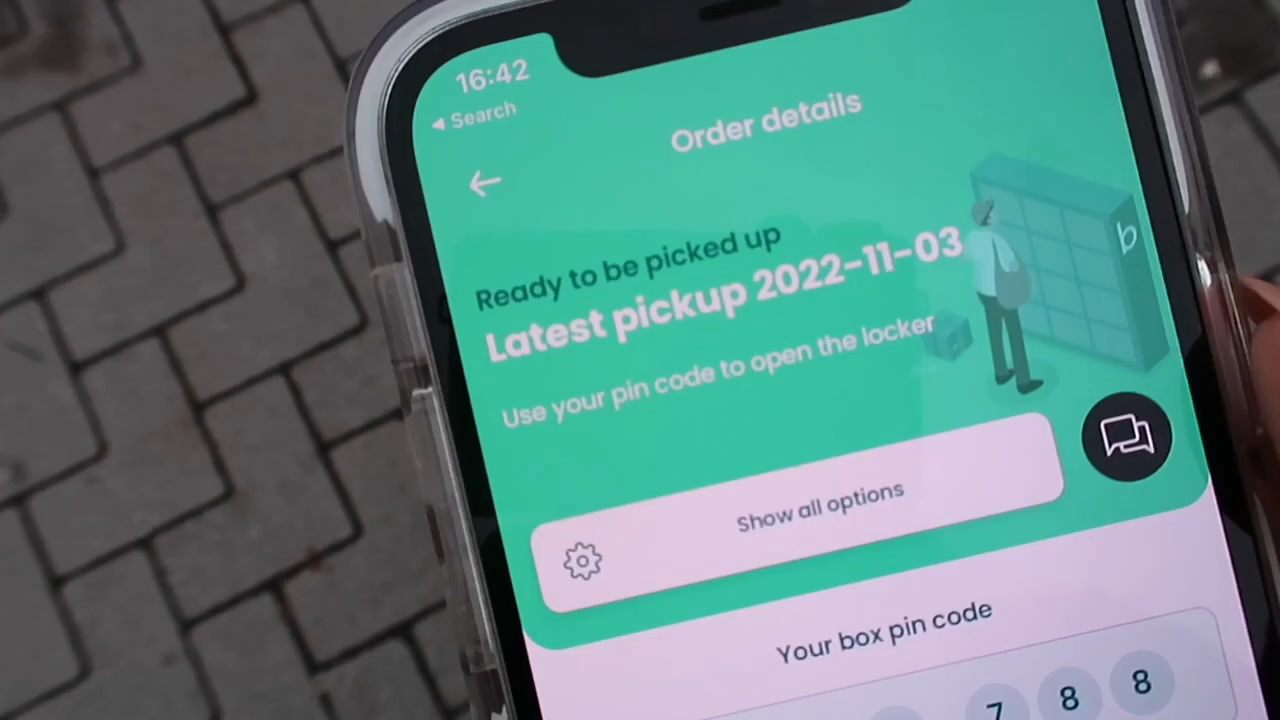 16:42
Search
Order details
b
Ready to be picked up
Latest pickup 2022-11-03
Use your pin code to open the locker
Show all options
Your box pin code
7 8 8